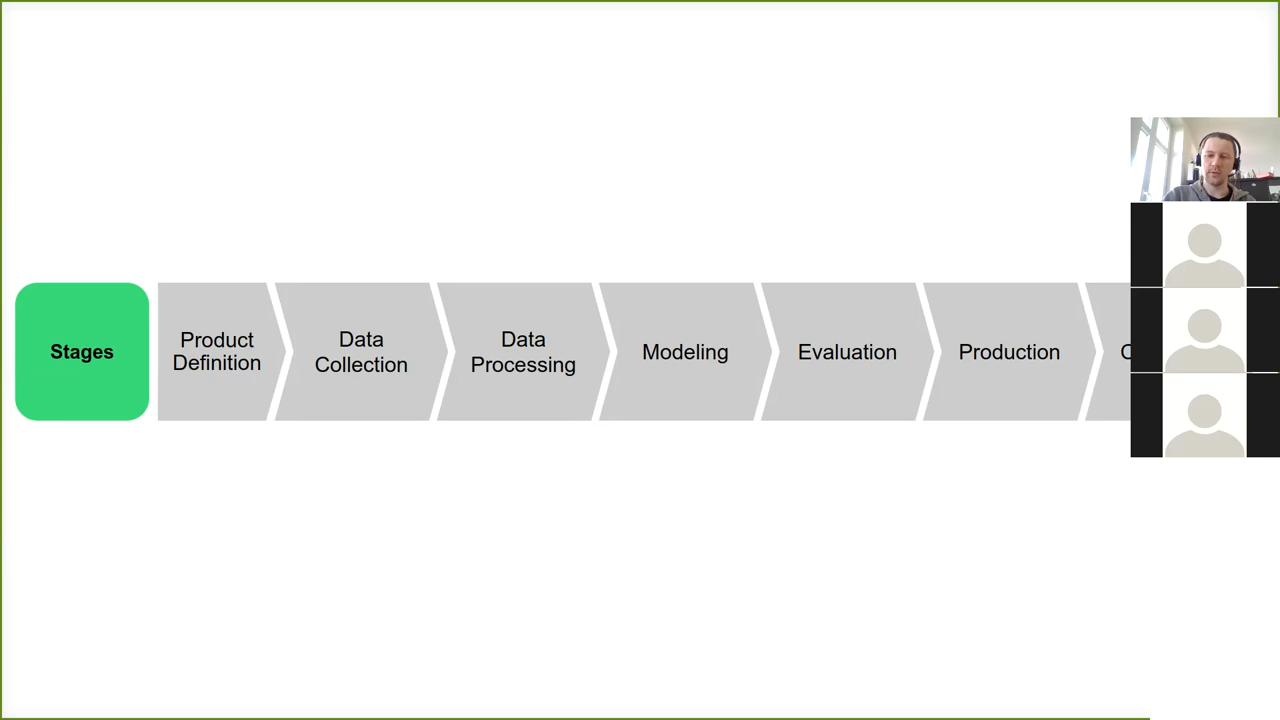 Stages
Product
Definition
Data
Collection
Data
Processing
Modeling
Evaluation
Production